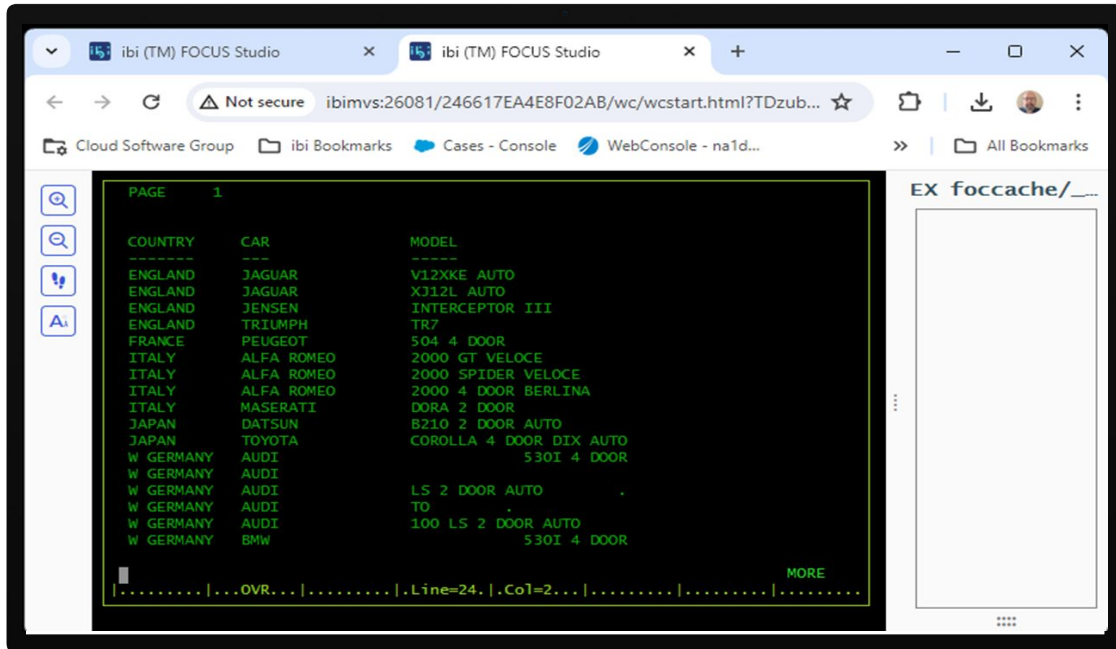 ibi (TM) FOCUS Studio × ibi (TM) FOCUS Studio × +
Not secure ibimvs:26081/246617EA4E8F02AB/wc/wcstart.html?TDzub...
Cloud Software Group ibi Bookmarks Cases - Console WebConsole - na1d... » All Bookmarks
EX foccache/_...
PAGE 1
COUNTRY CAR MODEL
------- --- -----
ENGLAND JAGUAR V12XKE AUTO
ENGLAND JAGUAR XJ12L AUTO
ENGLAND JENSEN INTERCEPTOR III
ENGLAND TRIUMPH TR7
FRANCE PEUGEOT 504 4 DOOR
ITALY ALFA ROMEO 2000 GT VELOCE
ITALY ALFA ROMEO 2000 SPIDER VELOCE
ITALY ALFA ROMEO 2000 4 DOOR BERLINA
ITALY MASERATI DORA 2 DOOR
JAPAN DATSUN B210 2 DOOR AUTO
JAPAN TOYOTA COROLLA 4 DOOR DIX AUTO
W GERMANY AUDI 530I 4 DOOR
W GERMANY AUDI
W GERMANY AUDI LS 2 DOOR AUTO .
W GERMANY AUDI TO .
W GERMANY AUDI 100 LS 2 DOOR AUTO
W GERMANY BMW 530I 4 DOOR
MORE
|.........|...OVR...|.........|.Line=24.|.Col=2...|.........|.........|.........